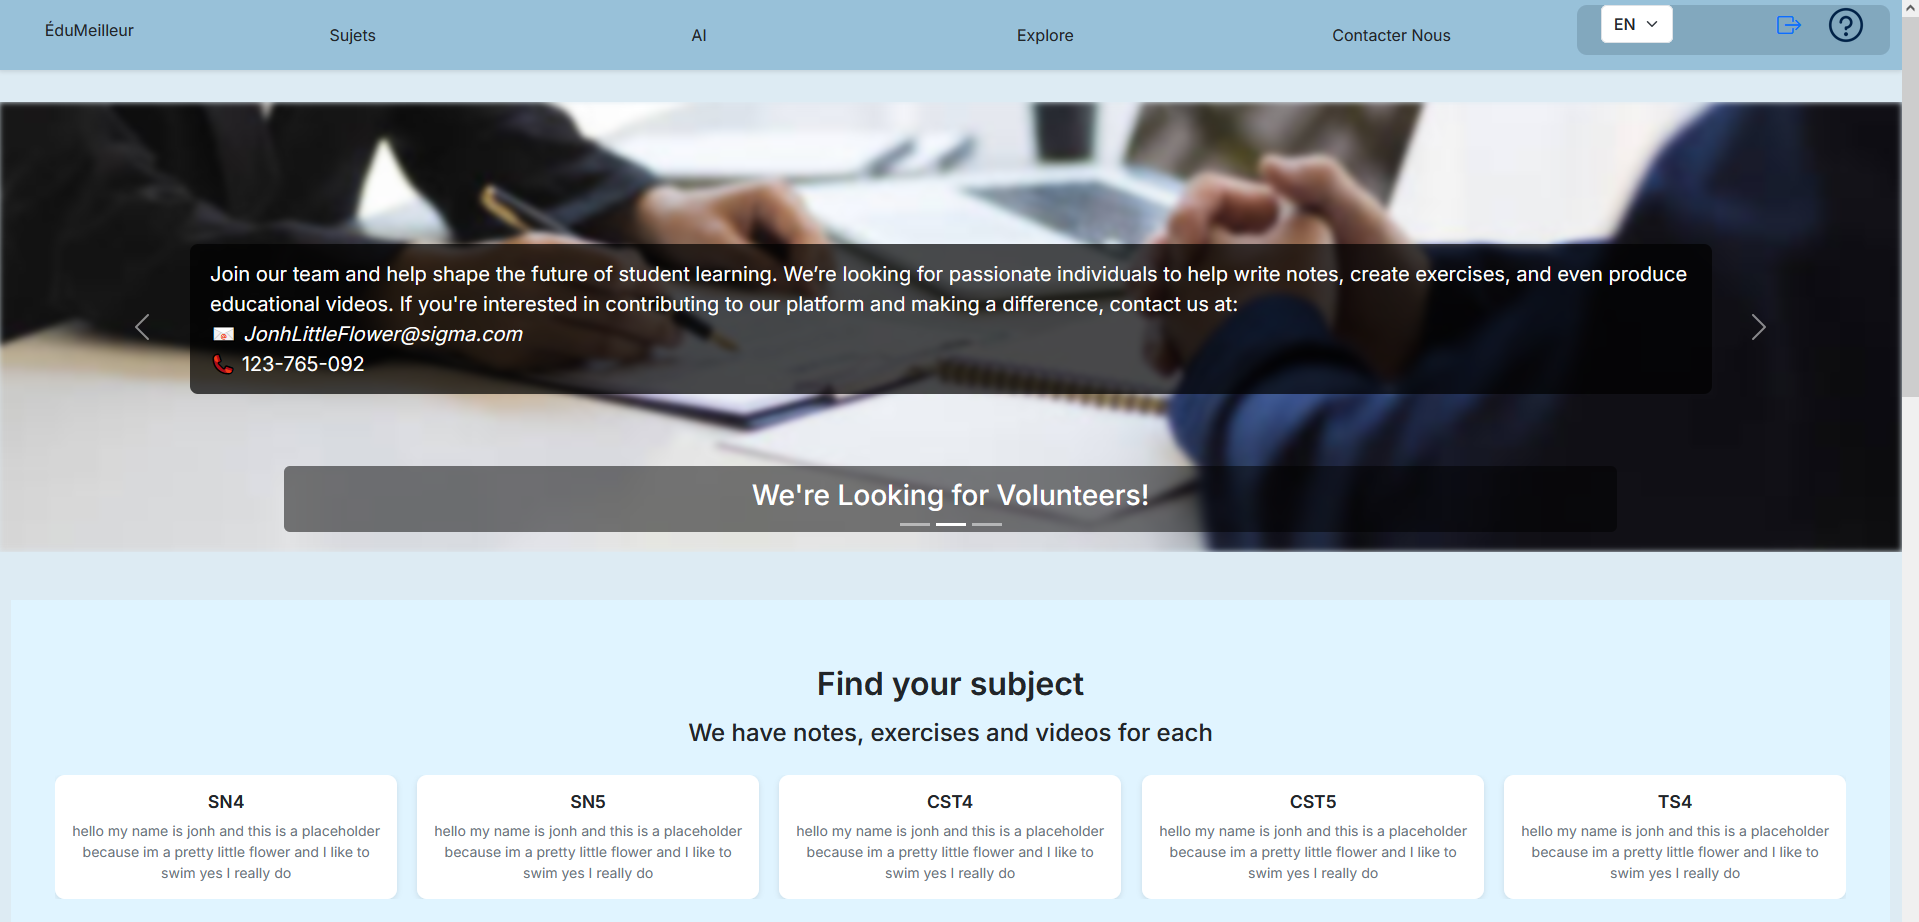 ÉduMeilleur
Sujets
AI
Explore
Contacter Nous
EN
Join our team and help shape the future of student learning. We’re looking for passionate individuals to help write notes, create exercises, and even produce
educational videos. If you're interested in contributing to our platform and making a difference, contact us at:
JonhLittleFlower@sigma.com
123-765-092
We're Looking for Volunteers!
Find your subject
We have notes, exercises and videos for each
SN4
hello my name is jonh and this is a placeholder
because im a pretty little flower and I like to
swim yes I really do
SN5
hello my name is jonh and this is a placeholder
because im a pretty little flower and I like to
swim yes I really do
CST4
hello my name is jonh and this is a placeholder
because im a pretty little flower and I like to
swim yes I really do
CST5
hello my name is jonh and this is a placeholder
because im a pretty little flower and I like to
swim yes I really do
TS4
hello my name is jonh and this is a placeholder
because im a pretty little flower and I like to
swim yes I really do